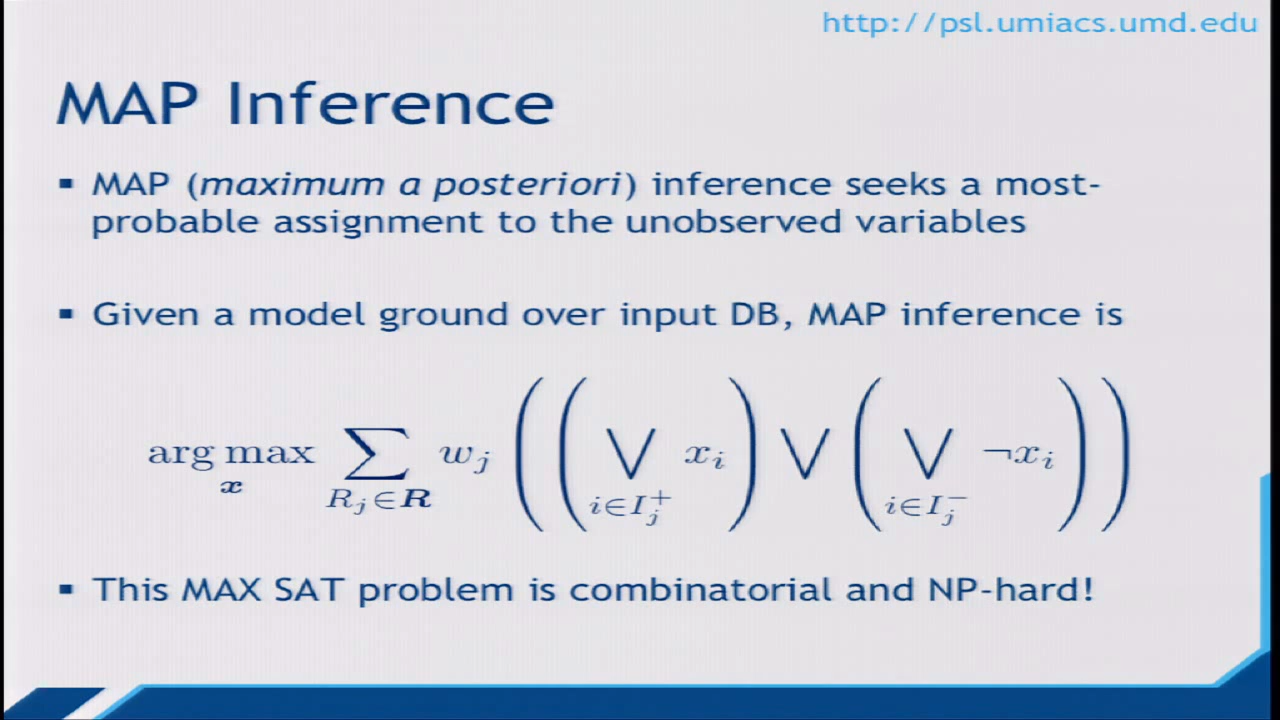 http://psl.umiacs.umd.edu
MAP Inference
▪ MAP (maximum a posteriori) inference seeks a most-
probable assignment to the unobserved variables
▪ Given a model ground over input DB, MAP inference is
arg max_x ∑_{R_j∈R} w_j ((⋁_{i∈I_j^+} x_i) ⋁ (⋁_{i∈I_j^-} ¬x_i))
▪ This MAX SAT problem is combinatorial and NP-hard!